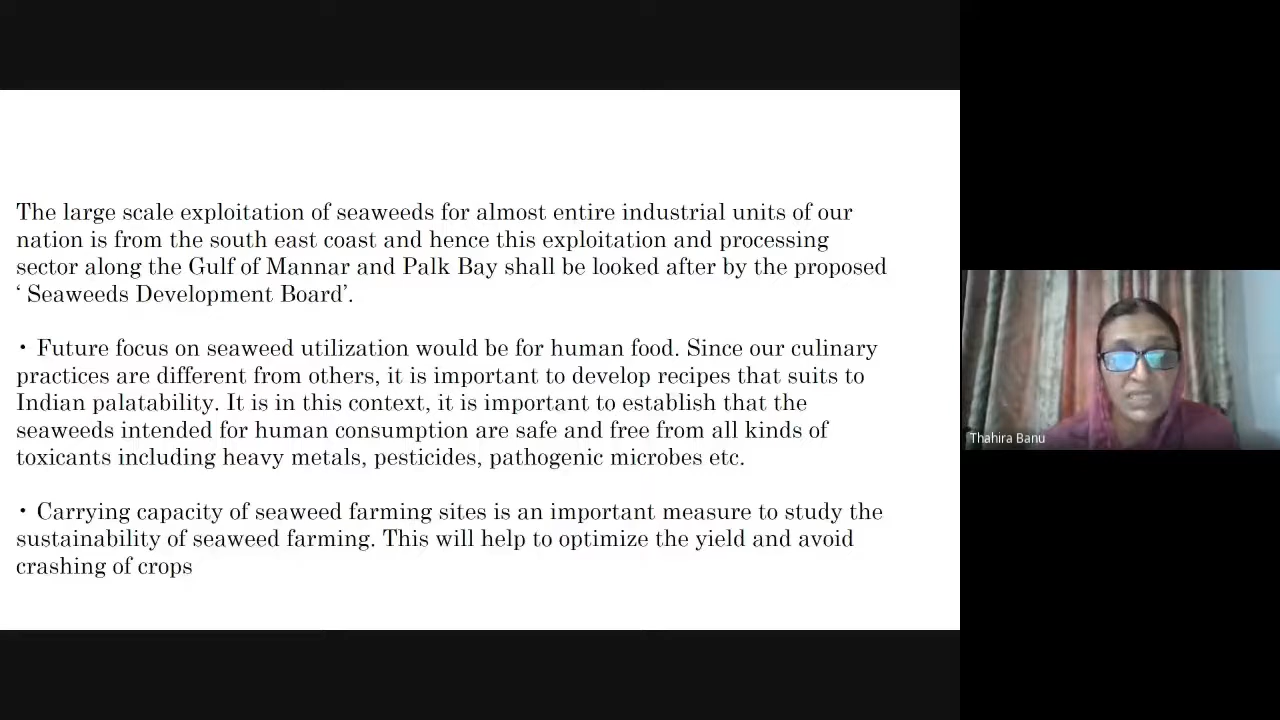 The large scale exploitation of seaweeds for almost entire industrial units of our
nation is from the south east coast and hence this exploitation and processing
sector along the Gulf of Mannar and Palk Bay shall be looked after by the proposed
‘ Seaweeds Development Board’.
• Future focus on seaweed utilization would be for human food. Since our culinary
practices are different from others, it is important to develop recipes that suits to
Indian palatability. It is in this context, it is important to establish that the
seaweeds intended for human consumption are safe and free from all kinds of
toxicants including heavy metals, pesticides, pathogenic microbes etc.
• Carrying capacity of seaweed farming sites is an important measure to study the
sustainability of seaweed farming. This will help to optimize the yield and avoid
crashing of crops
Thahira Banu